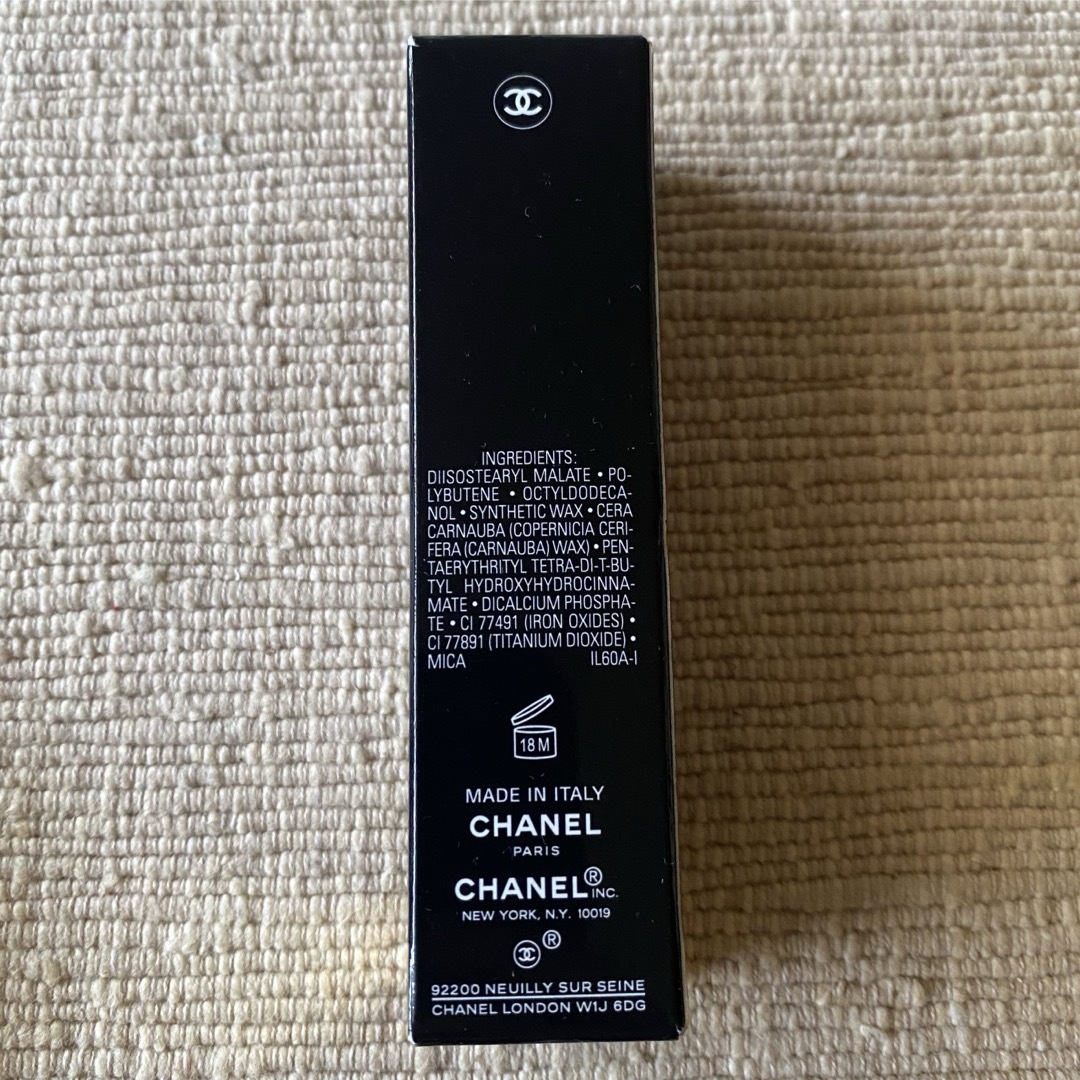 INGREDIENTS:
DIISOSTEARYL MALATE • PO-
LYBUTENE • OCTYLDODECA-
NOL • SYNTHETIC WAX • CERA
CARNAUBA (COPERNICIA CERI-
FERA (CARNAUBA) WAX) • PEN-
TAERYTHRITYL TETRA-DI-T-BU-
TYL HYDROXYHYDROCINNA-
MATE • DICALCIUM PHOSPHA-
TE • CI 77491 (IRON OXIDES) •
CI 77891 (TITANIUM DIOXIDE) •
MICA IL60A-I
18 M
MADE IN ITALY
CHANEL
PARIS
CHANEL® INC.
NEW YORK, N.Y. 10019
®
92200 NEUILLY SUR SEINE
CHANEL LONDON W1J 6DG